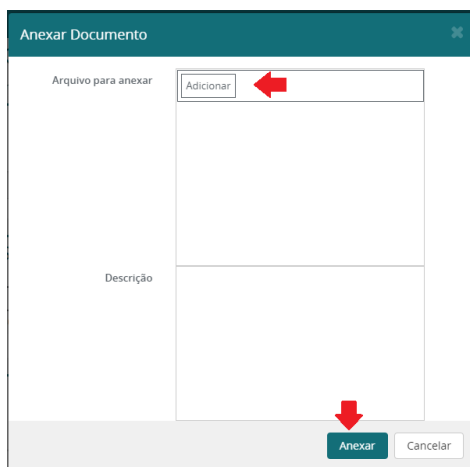 Anexar Documento
Arquivo para anexar
Adicionar
Descrição
Anexar Cancelar